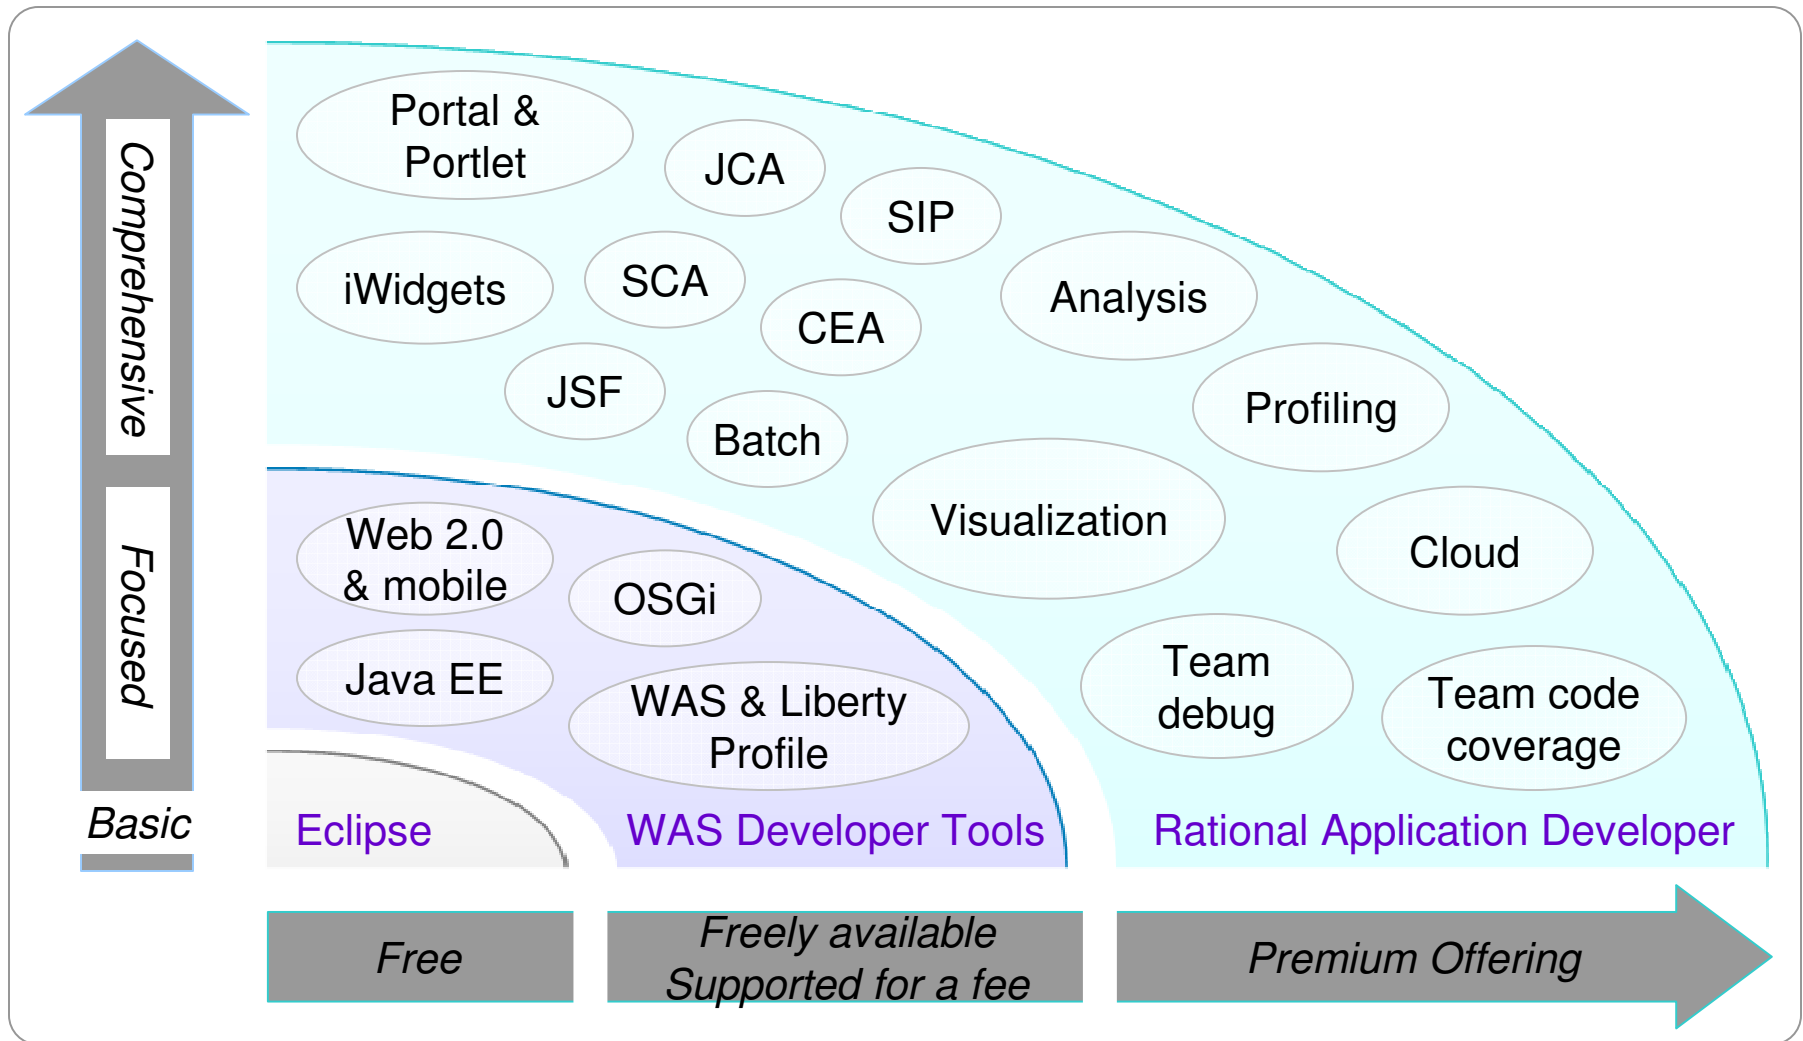 Comprehensive
Focused
Basic
Portal &
Portlet
JCA
SIP
iWidgets
SCA
CEA
Analysis
JSF
Batch
Profiling
Visualization
Cloud
Team
debug
Team code
coverage
Rational Application Developer
Web 2.0
& mobile
OSGi
Java EE
WAS & Liberty
Profile
WAS Developer Tools
Eclipse
Free
Freely available
Supported for a fee
Premium Offering